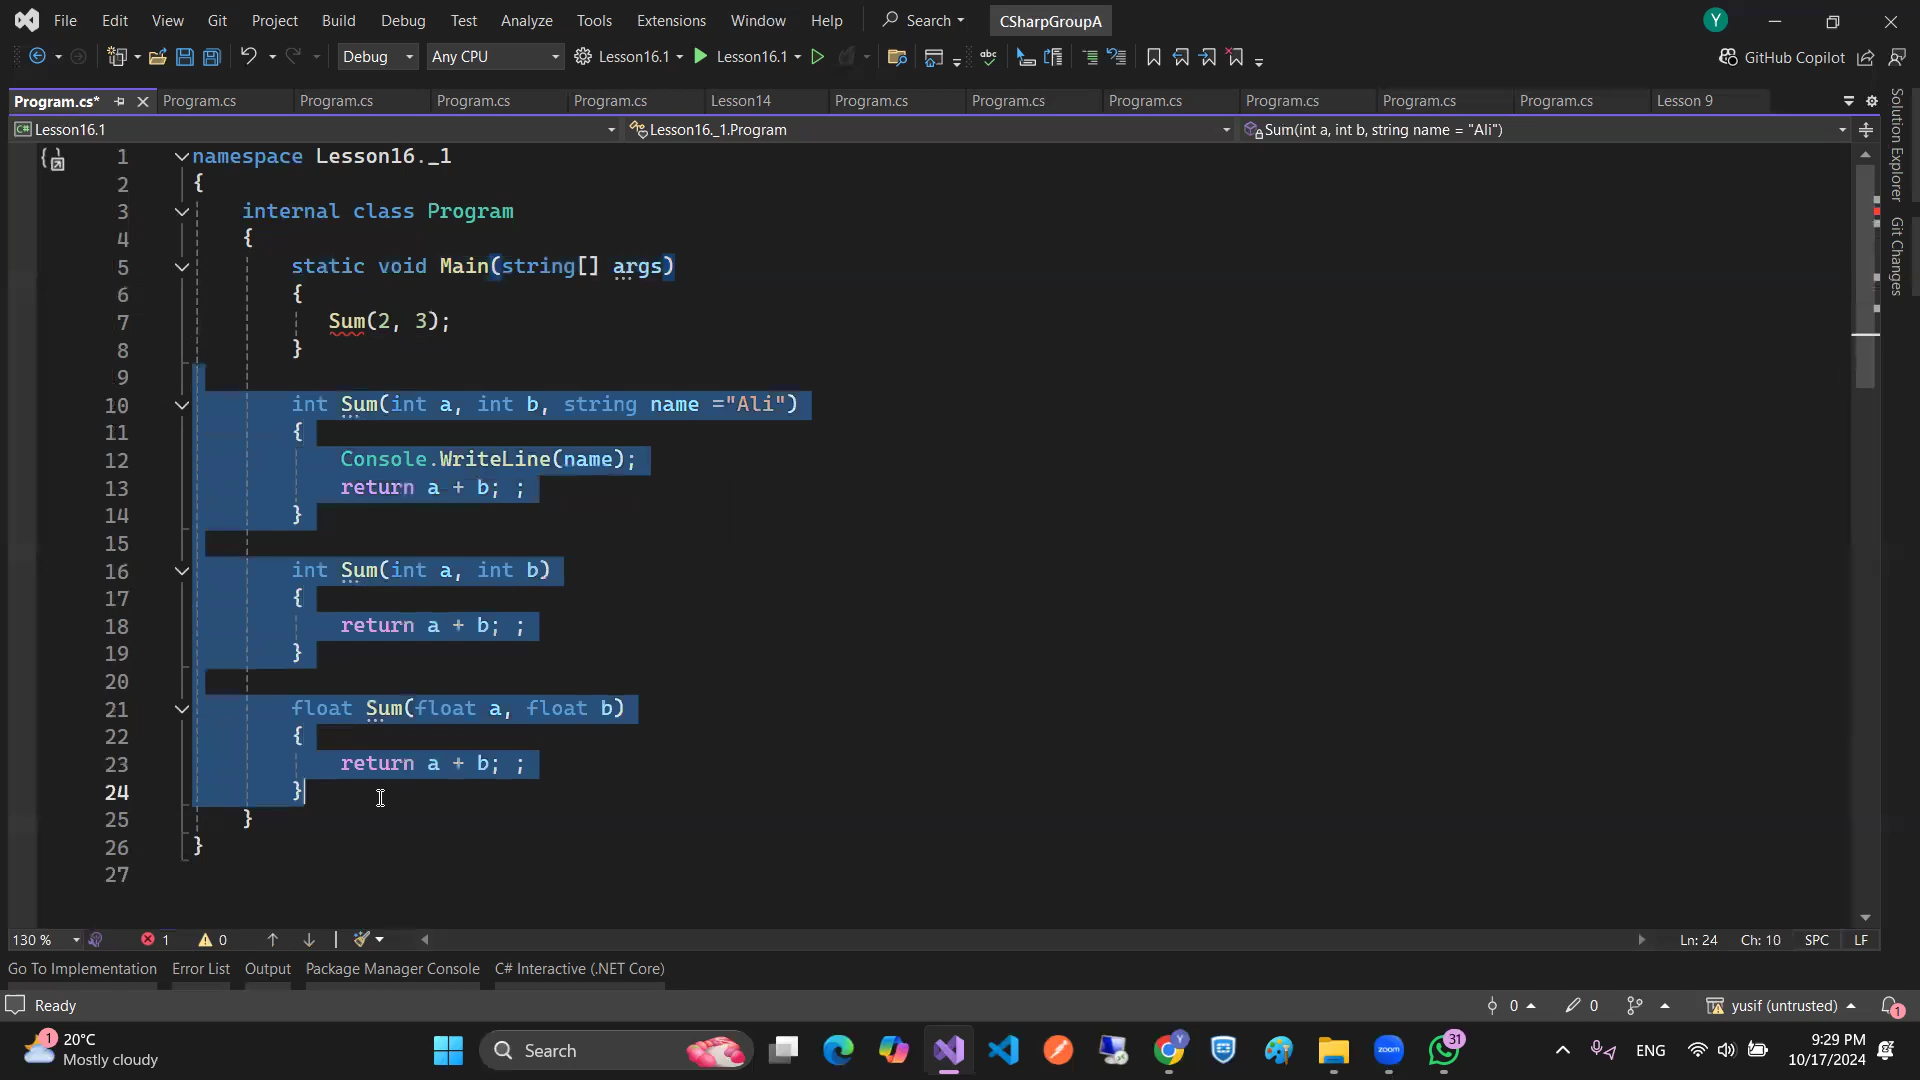 File Edit View Git Project Build Debug Test Analyze Tools Extensions Window Help Search CSharpGroupA Y
Debug Any CPU Lesson16.1 Lesson16.1 GitHub Copilot
Program.cs* Program.cs Program.cs Program.cs Program.cs Lesson14 Program.cs Program.cs Program.cs Program.cs Program.cs Program.cs Lesson 9
Lesson16.1 Lesson16._1.Program Sum(int a, int b, string name = "Ali")
Solution Explorer
Git Changes
1 namespace Lesson16._1
2 {
3 internal class Program
4 {
5 static void Main(string[] args)
6 {
7 Sum(2, 3);
8 }
9
10 int Sum(int a, int b, string name ="Ali")
11 {
12 Console.WriteLine(name);
13 return a + b; ;
14 }
15
16 int Sum(int a, int b)
17 {
18 return a + b; ;
19 }
20
21 float Sum(float a, float b)
22 {
23 return a + b; ;
24 }
25 }
26 }
27
130 % 1 0 Ln: 24 Ch: 10 SPC LF
Go To Implementation Error List Output Package Manager Console C# Interactive (.NET Core)
Ready 0 0 yusif (untrusted) 1
1 20°C
Mostly cloudy
Search zoom 31 ENG
9:29 PM
10/17/2024